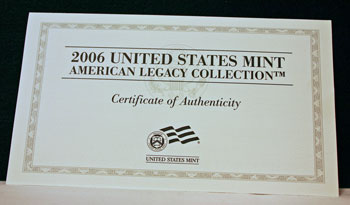 2006 UNITED STATES MINT
AMERICAN LEGACY COLLECTION™
Certificate of Authenticity
UNITED STATES MINT